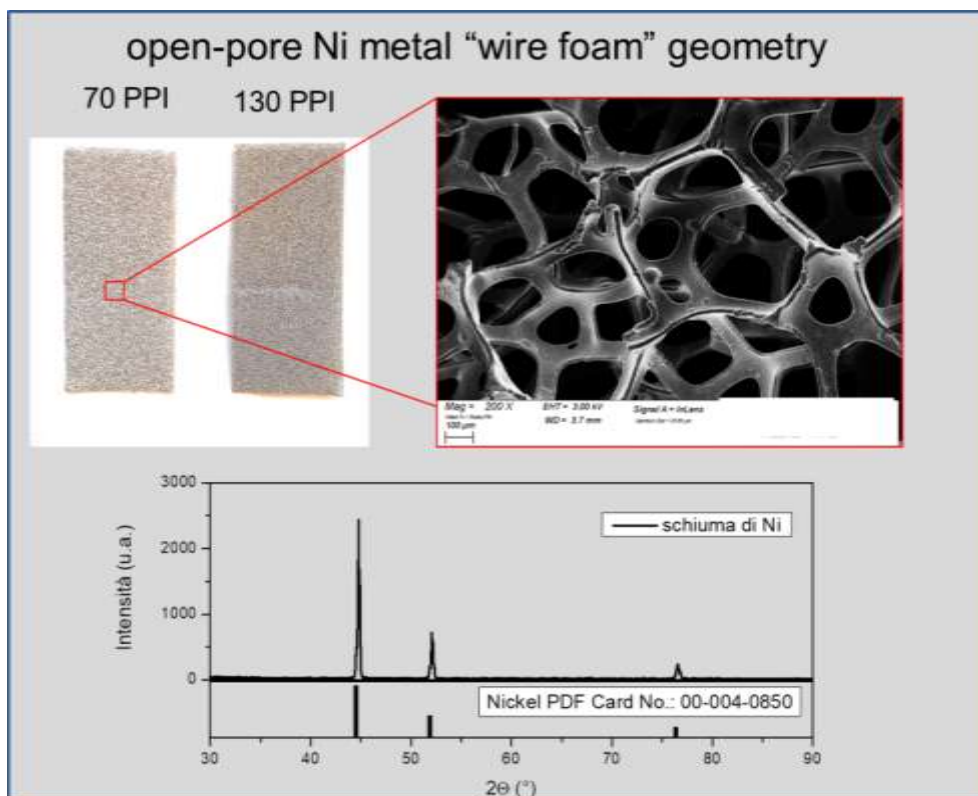 open-pore Ni metal “wire foam” geometry
70 PPI
130 PPI
Mag = 200 X
EHT = 3.00 kV
Signal A = InLens
100 µm
WD = 3.7 mm
3000
2000
1000
0
Intensità (u.a.)
schiuma di Ni
Nickel PDF Card No.: 00-004-0850
30 40 50 60 70 80 90
2Θ (°)